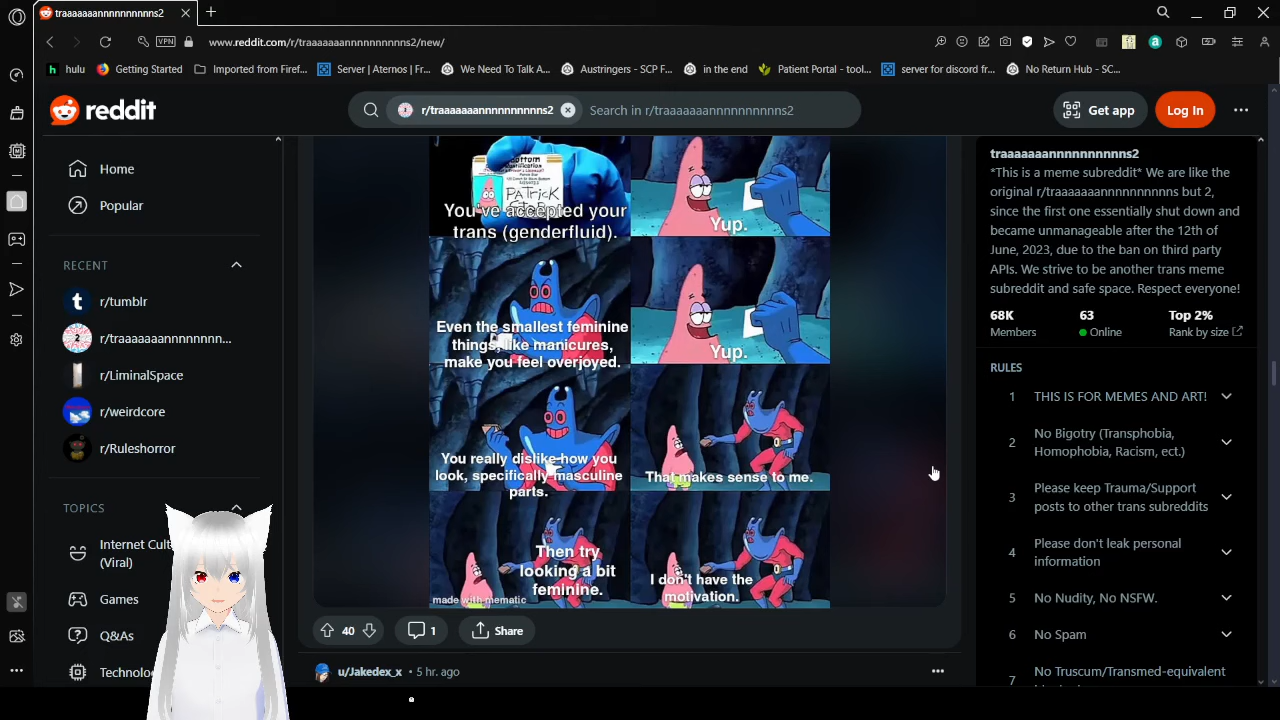 traaaaaaannnnnnnnnns2
VPN
www.reddit.com/r/traaaaaaannnnnnnnnns2/new/
hulu
Getting Started
Imported from Firef...
Server | Aternos | Fr...
We Need To Talk A...
Austringers - SCP F...
in the end
Patient Portal - tool...
server for discord fr...
No Return Hub - SC...
reddit
r/traaaaaaannnnnnnnnns2
Search in r/traaaaaaannnnnnnnnns2
Get app
Log In
Home
Popular
RECENT
r/tumblr
r/traaaaaaannnnnnn...
r/LiminalSpace
r/weirdcore
r/Ruleshorror
TOPICS
Internet Cult
(Viral)
Games
Q&As
Technolo
PATRICK
You've accepted your
trans (genderfluid).
Yup.
Even the smallest feminine
things, like manicures,
make you feel overjoyed.
Yup.
You really dislike how you
look, specifically masculine
parts.
That makes sense to me.
Then try
looking a bit
feminine.
I don't have the
motivation.
made with mematic
40
1
Share
u/Jakedex_x • 5 hr. ago
traaaaaaannnnnnnnnns2
*This is a meme subreddit* We are like the
original r/traaaaaaannnnnnnnnns but 2,
since the first one essentially shut down and
became unmanageable after the 12th of
June, 2023, due to the ban on third party
APIs. We strive to be another trans meme
subreddit and safe space. Respect everyone!
68K
Members
63
Online
Top 2%
Rank by size
RULES
1 THIS IS FOR MEMES AND ART!
2 No Bigotry (Transphobia,
Homophobia, Racism, ect.)
3 Please keep Trauma/Support
posts to other trans subreddits
4 Please don't leak personal
information
5 No Nudity, No NSFW.
6 No Spam
7 No Truscum/Transmed-equivalent